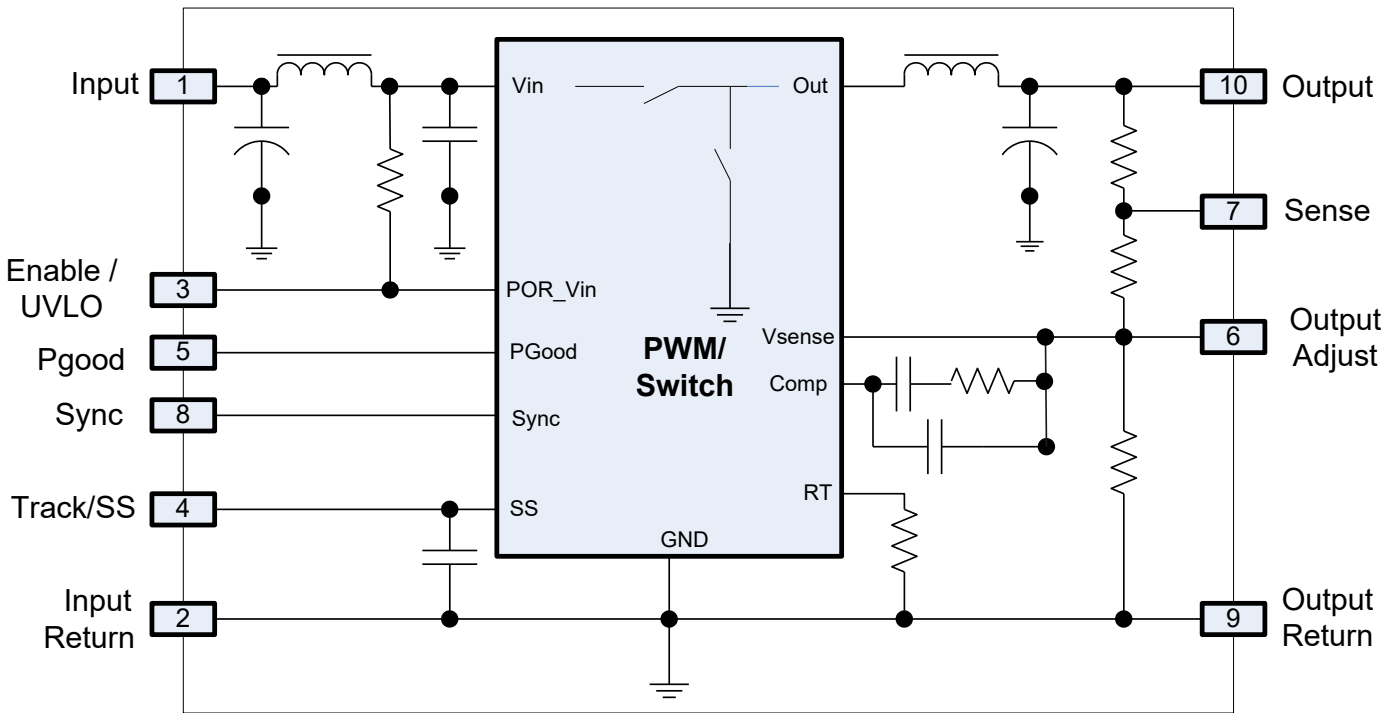 Input
1
Vin
Out
10
Output
7
Sense
Enable /
UVLO
3
POR_Vin
Pgood
5
PGood
PWM/
Switch
Vsense
6
Output
Adjust
Comp
Sync
8
Sync
Track/SS
4
SS
RT
GND
Input
Return
2
9
Output
Return